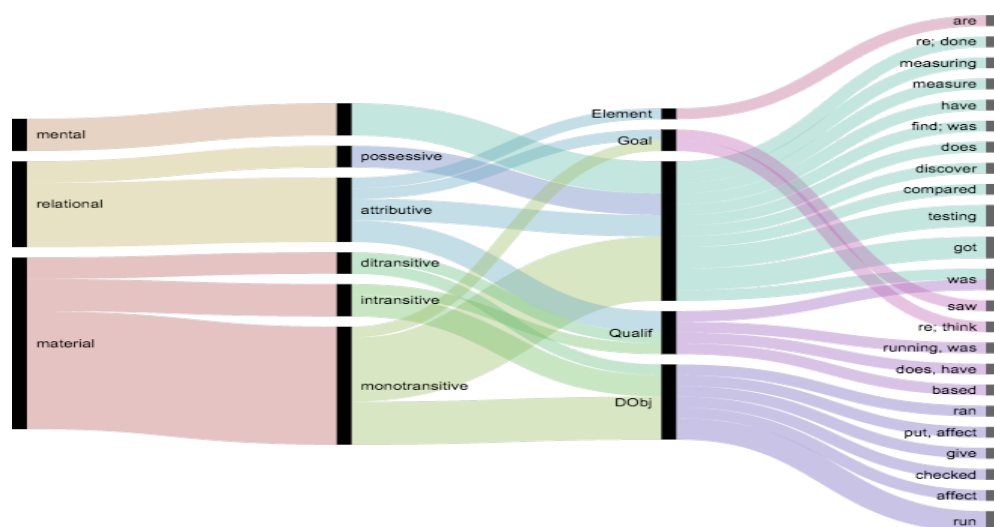 mental
relational
material
possessive
attributive
ditransitive
intransitive
monotransitive
Element
Goal
Qualif
DObj
are
re; done
measuring
measure
have
find; was
does
discover
compared
testing
got
was
saw
re; think
running, was
does, have
based
ran
put, affect
give
checked
affect
run